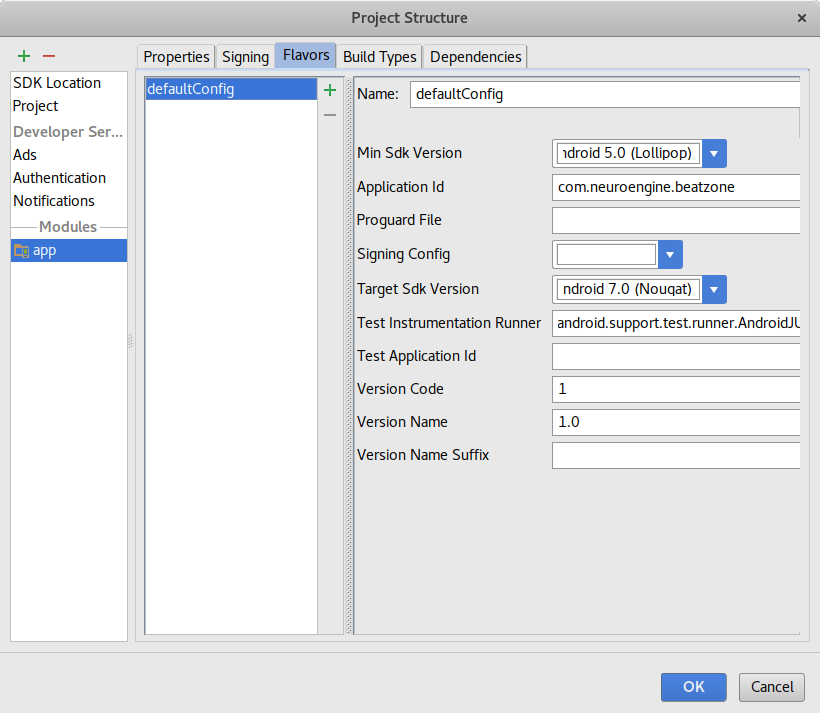 Project Structure
Properties Signing Flavors Build Types Dependencies
SDK Location
Project
Developer Ser...
Ads
Authentication
Notifications
Modules
app
defaultConfig
Name: defaultConfig
Min Sdk Version ndroid 5.0 (Lollipop)
Application Id com.neuroengine.beatzone
Proguard File
Signing Config
Target Sdk Version ndroid 7.0 (Nougat)
Test Instrumentation Runner android.support.test.runner.AndroidJU
Test Application Id
Version Code 1
Version Name 1.0
Version Name Suffix
OK Cancel